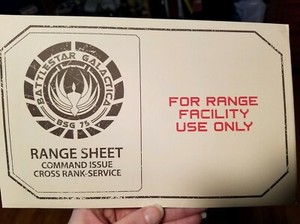 BATTLESTAR GALACTICA
BSG 75
RANGE SHEET
COMMAND ISSUE
CROSS RANK-SERVICE
FOR RANGE
FACILITY
USE ONLY